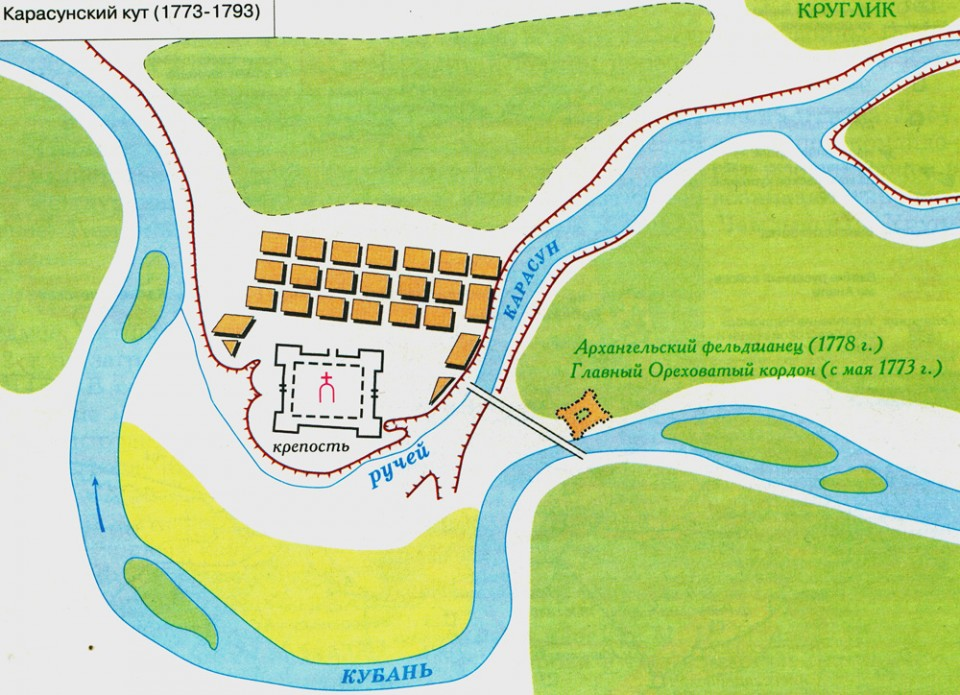 Карасунский кут (1773-1793)
КРУГЛИК
КАРАСУН
Архангельский фельдшанец (1778 г.)
Главный Ореховатый кордон (с мая 1773 г.)
крепость
ручей
КУБАНЬ